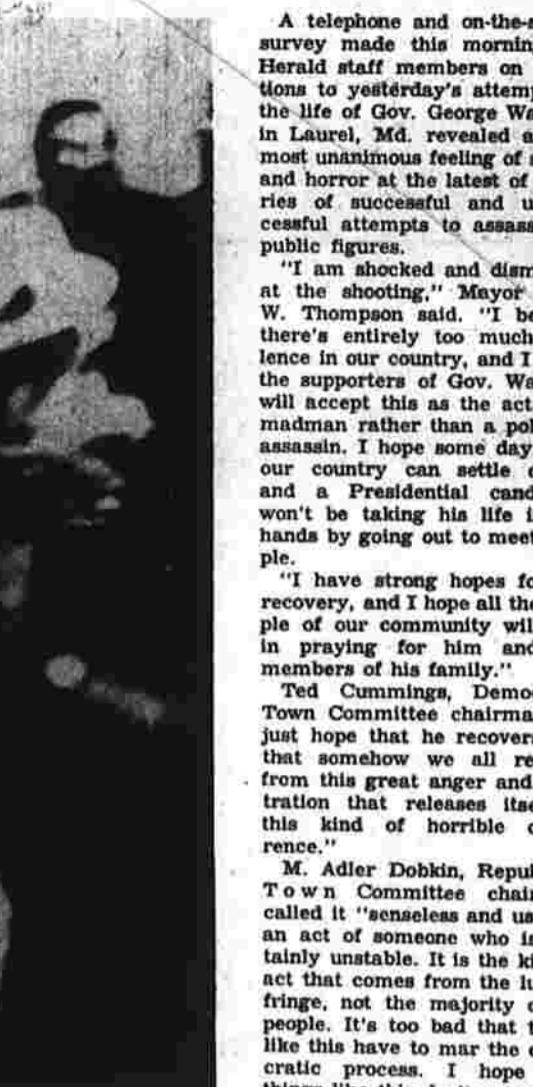 A telephone and on-the-s
survey made this mornin
Herald staff members on
tions to yesterday's attemp
the life of Gov. George Wa
in Laurel, Md. revealed a
most unanimous feeling of s
and horror at the latest of
ries of successful and u
cessful attempts to assass
public figures.
"I am shocked and dism
at the shooting," Mayor
W. Thompson said. "I be
there's entirely too much
lence in our country, and I
the supporters of Gov. Wa
will accept this as the act
madman rather than a pol
assassin. I hope some day
our country can settle d
and a Presidential cand
won't be taking his life i
hands by going out to meet
ple.
"I have strong hopes fo
recovery, and I hope all the
ple of our community wil
in praying for him and
members of his family."
Ted Cummings, Democ
Town Committee chairma
just hope that he recover
that somehow we all re
from this great anger and
tration that releases itse
this kind of horrible
rence."
M. Adler Dobkin, Repub
Town Committee chair
called it "senseless and us
an act of someone who is
tainly unstable. It is the ki
act that comes from the lu
fringe, not the majority
people. It's too bad that t
like this have to mar the
cratic process. I hope